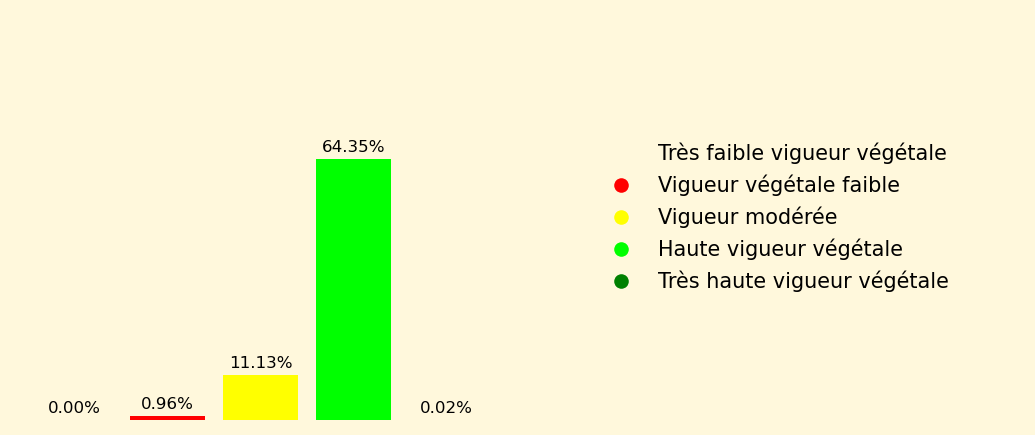 64.35%
11.13%
0.96%
0.00%
0.02%
Très faible vigueur végétale
Vigueur végétale faible
Vigueur modérée
Haute vigueur végétale
Très haute vigueur végétale